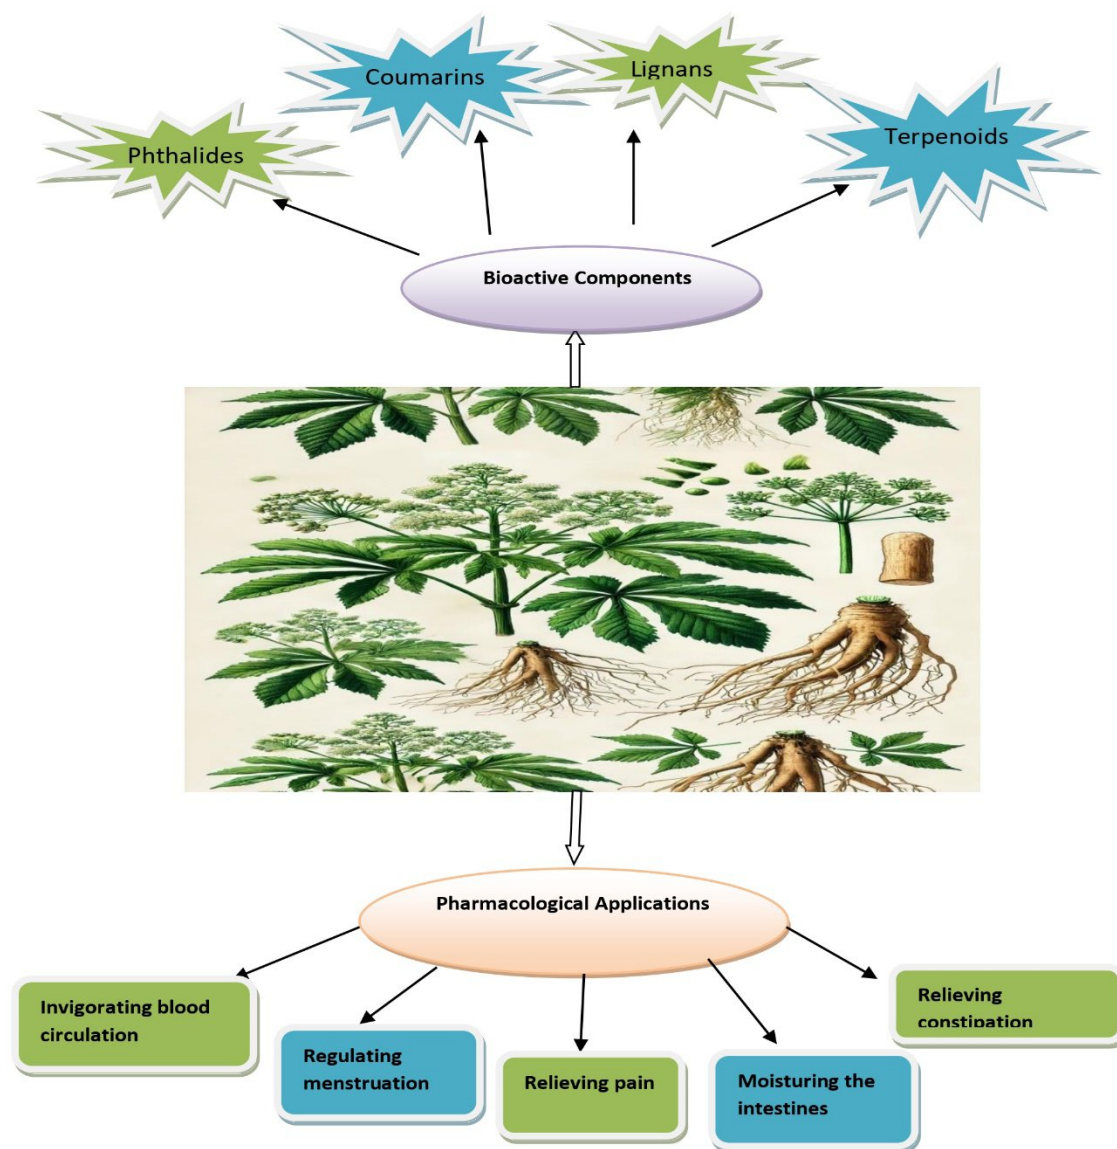 Coumarins
Lignans
Phthalides
Terpenoids
Bioactive Components
Pharmacological Applications
Invigorating blood
circulation
Regulating
menstruation
Relieving pain
Moisturing the
intestines
Relieving
constipation